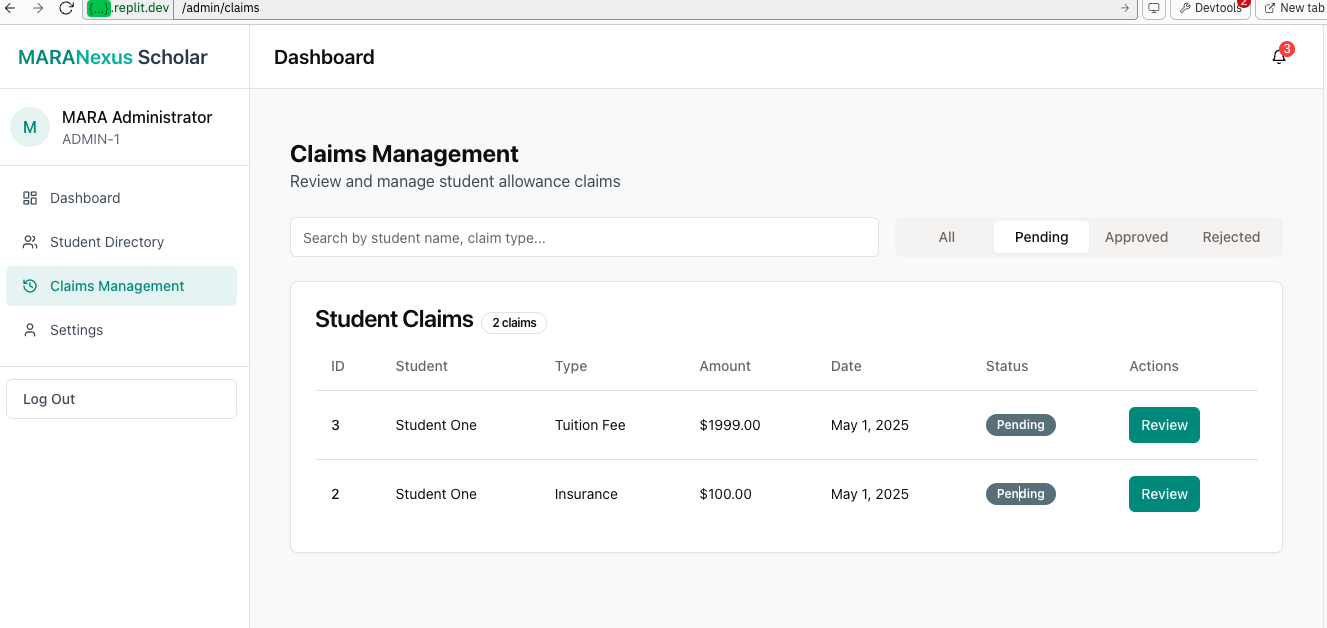 {...}.replit.dev /admin/claims Devtools 2 New tab
MARANexus Scholar
Dashboard
3
M
MARA Administrator
ADMIN-1
Dashboard
Student Directory
Claims Management
Settings
Log Out
Claims Management
Review and manage student allowance claims
Search by student name, claim type...
All Pending Approved Rejected
Student Claims 2 claims
ID Student Type Amount Date Status Actions
3 Student One Tuition Fee $1999.00 May 1, 2025 Pending Review
2 Student One Insurance $100.00 May 1, 2025 Pending Review